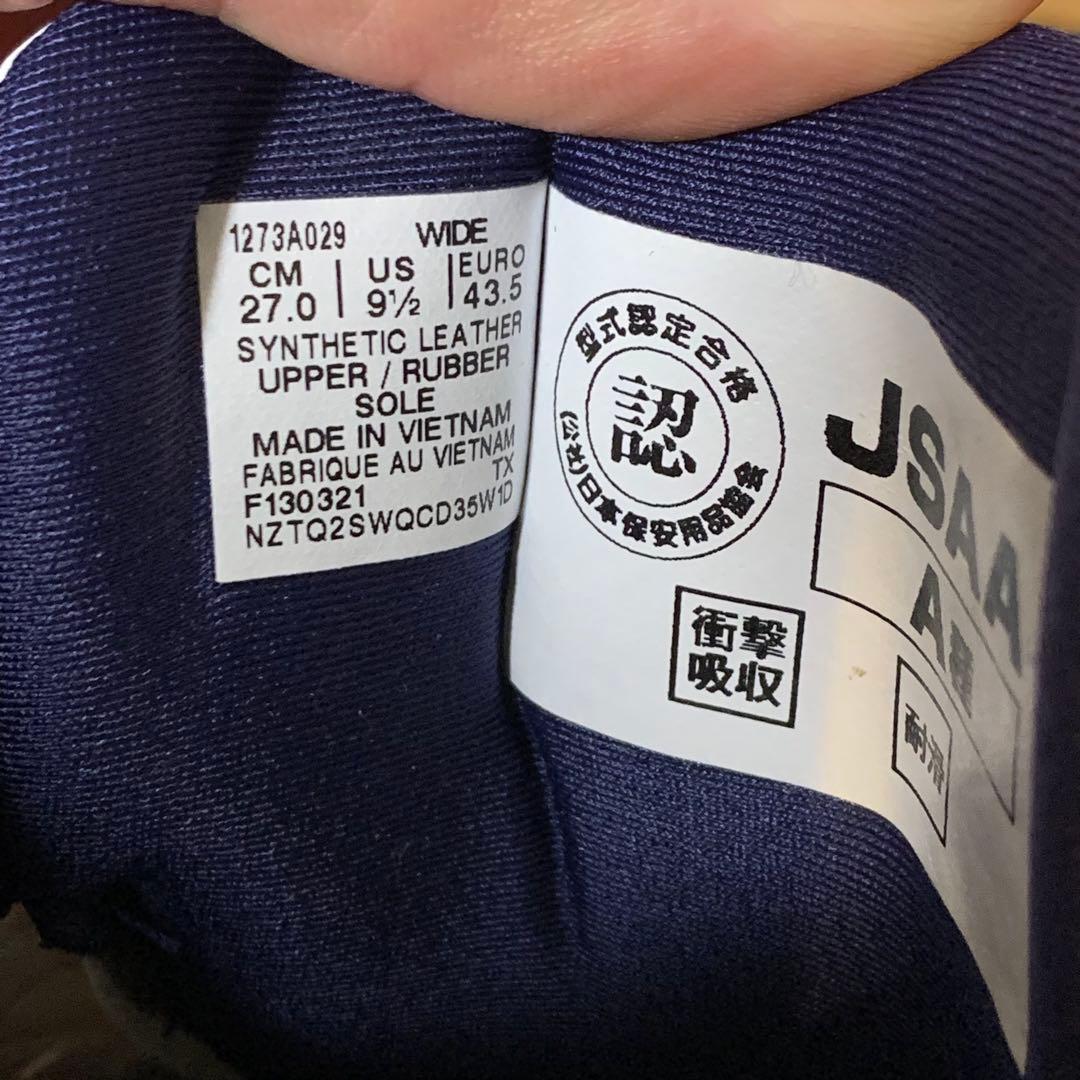 1273A029 WIDE
CM | US | EURO
27.0 | 9½ | 43.5
SYNTHETIC LEATHER
UPPER / RUBBER
SOLE
MADE IN VIETNAM
FABRIQUE AU VIETNAM
TX
F130321
NZTQ2SWQCD35W1D
型式認定合格
認
(公社)日本保安用品協会
JSAA
A種
衝撃
吸収
耐滑